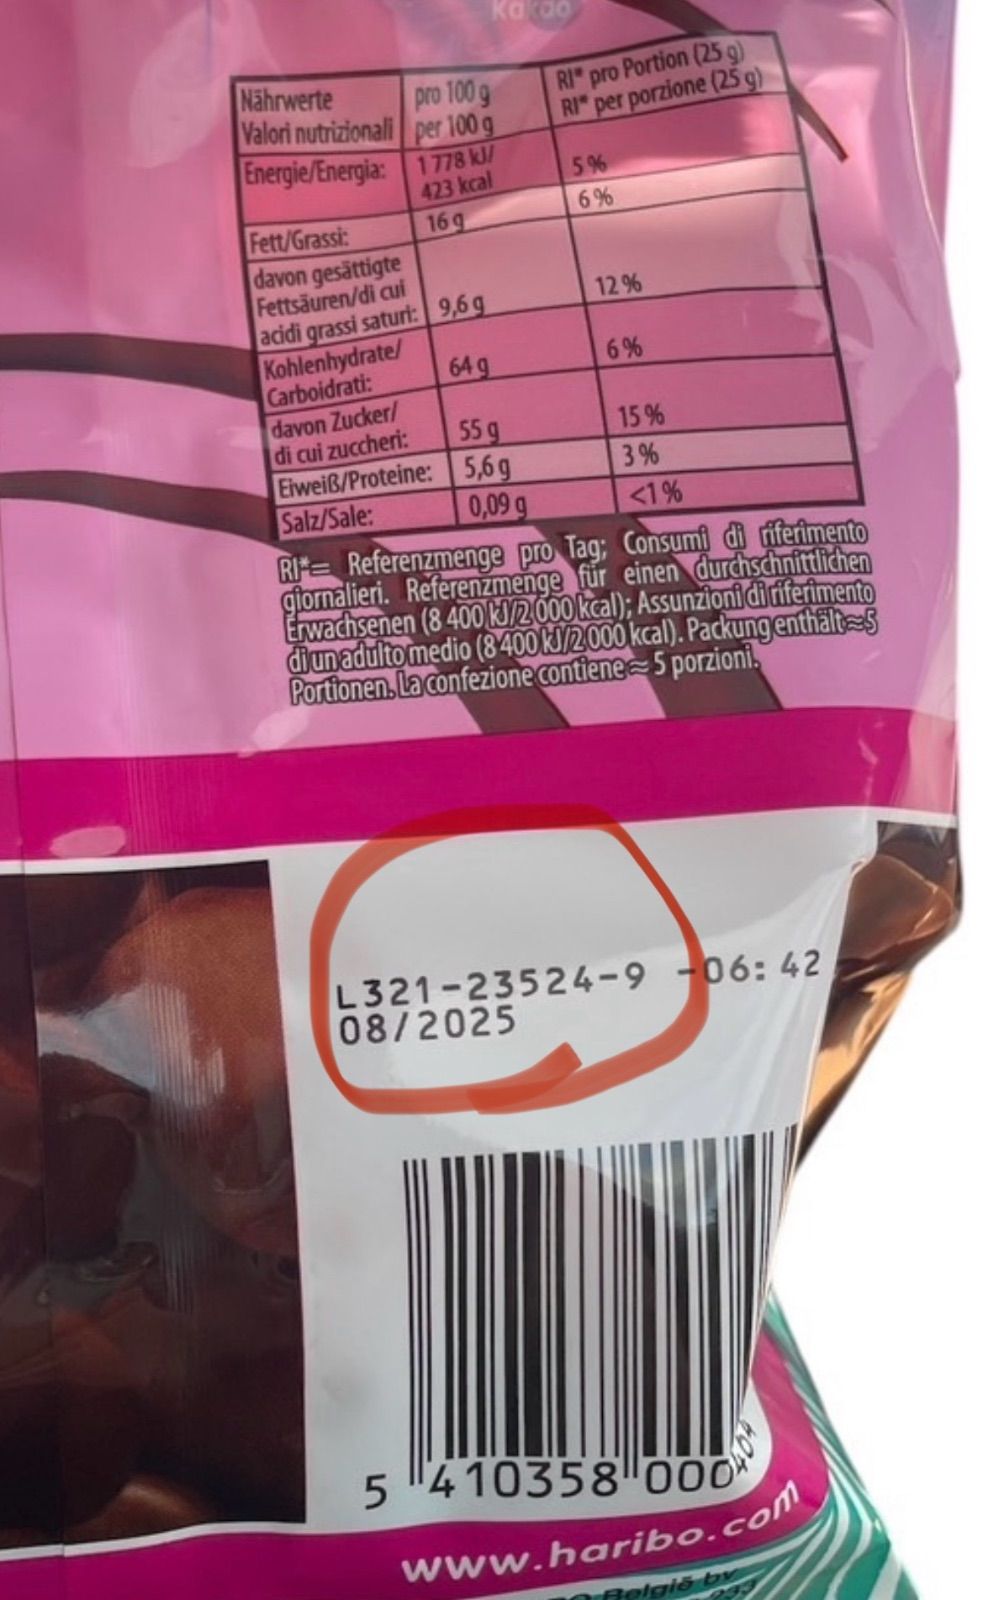 Kakao
Nährwerte
Valori nutrizionali
pro 100 g
per 100 g
RI* pro Portion (25 g)
RI* per porzione (25 g)
Energie/Energia:
1 778 kJ/
423 kcal
5 %
Fett/Grassi:
16 g
6 %
davon gesättigte
Fettsäuren/di cui
acidi grassi saturi:
9,6 g
12 %
Kohlenhydrate/
Carboidrati:
64 g
6 %
davon Zucker/
di cui zuccheri:
55 g
15 %
Eiweiß/Proteine:
5,6 g
3 %
Salz/Sale:
0,09 g
<1 %
RI*= Referenzmenge pro Tag; Consumi di riferimento
giornalieri. Referenzmenge für einen durchschnittlichen
Erwachsenen (8 400 kJ/2 000 kcal); Assunzioni di riferimento
di un adulto medio (8 400 kJ/2 000 kcal). Packung enthält ≈ 5
Portionen. La confezione contiene ≈ 5 porzioni.
L321-23524-9 -06: 42
08/2025
5 410358 000404
www.haribo.com
België bv
233